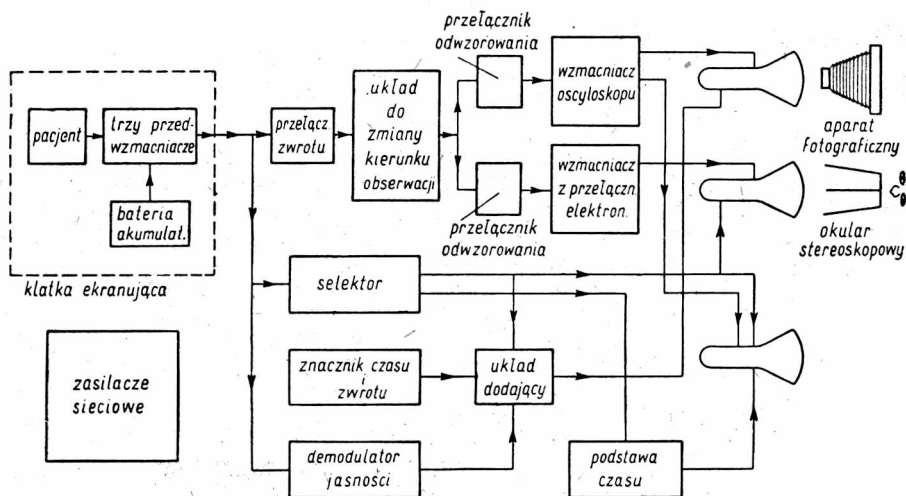 przełącznik
odwzorowania
wzmacniacz
oscyloskopu
układ
do
zmiany
kierunku
obserwacji
pacjent
trzy przed-
wzmacniacze
przełącz
zwrotu
aparat
fotograficzny
bateria
akumulat.
wzmacniacz
z przełączn.
elektron.
przełącznik
odwzorowania
okular
stereoskopowy
klatka ekranująca
selektor
zasilacze
sieciowe
znacznik czasu
i
zwrotu
układ
dodający
demodulator
jasności
podstawa
czasu